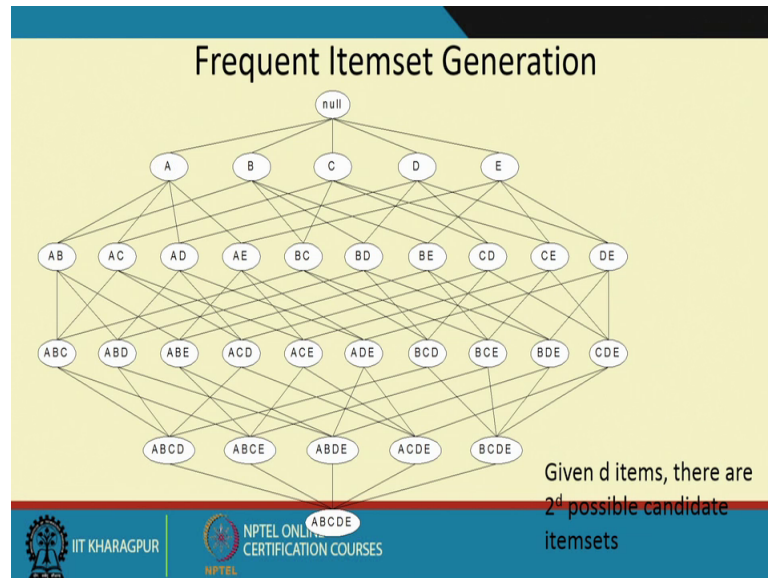 Frequent Itemset Generation
null
A B C D E
AB AC AD AE BC BD BE CD CE DE
ABC ABD ABE ACD ACE ADE BCD BCE BDE CDE
ABCD ABCE ABDE ACDE BCDE
Given d items, there are
2^d possible candidate
itemsets
ABCDE
IIT KHARAGPUR
NPTEL
NPTEL ONLIN
CERTIFICATION COURSES